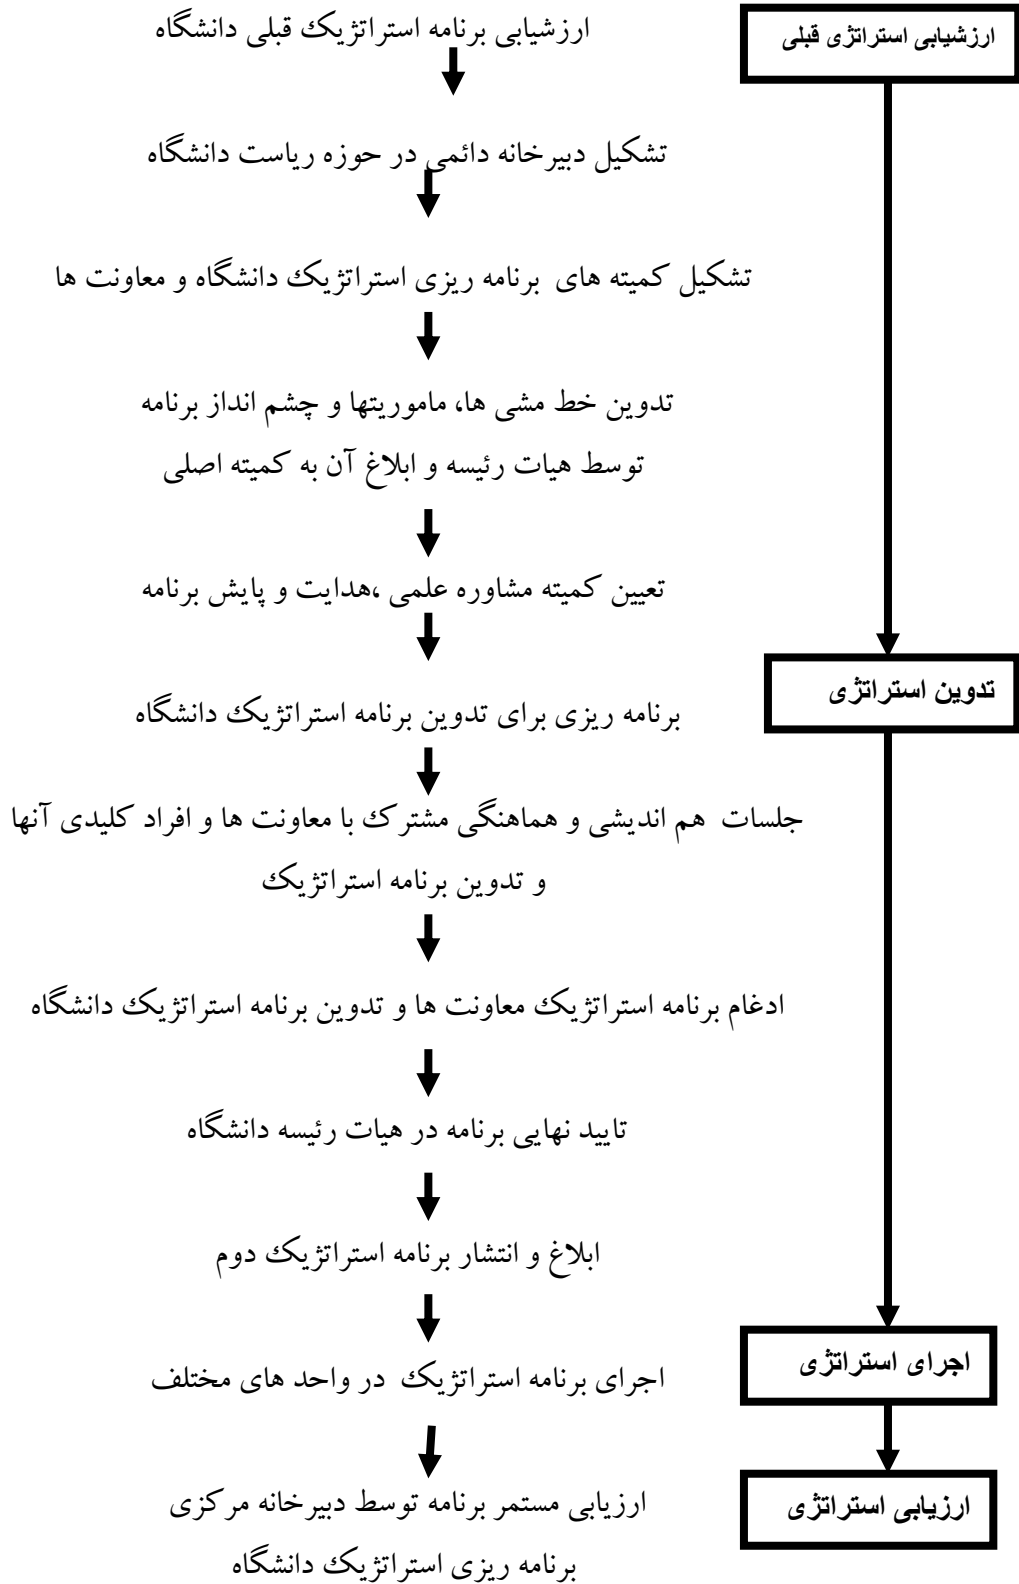 ارزشیابی استراتژی قبلی
ارزشیابی برنامه استراتژیک قبلی دانشگاه
تشکیل دبیرخانه دائمی در حوزه ریاست دانشگاه
تشکیل کمیته های برنامه ریزی استراتژیک دانشگاه و معاونت ها
تدوین خط مشی ها، ماموریتها و چشم انداز برنامه
توسط هیات رئیسه و ابلاغ آن به کمیته اصلی
تعیین کمیته مشاوره علمی ،هدایت و پایش برنامه
تدوین استراتژی
برنامه ریزی برای تدوین برنامه استراتژیک دانشگاه
جلسات هم اندیشی و هماهنگی مشترک با معاونت ها و افراد کلیدی آنها
و تدوین برنامه استراتژیک
ادغام برنامه استراتژیک معاونت ها و تدوین برنامه استراتژیک دانشگاه
تایید نهایی برنامه در هیات رئیسه دانشگاه
ابلاغ و انتشار برنامه استراتژیک دوم
اجرای استراتژی
اجرای برنامه استراتژیک در واحد های مختلف
ارزیابی استراتژی
ارزیابی مستمر برنامه توسط دبیرخانه مرکزی
برنامه ریزی استراتژیک دانشگاه